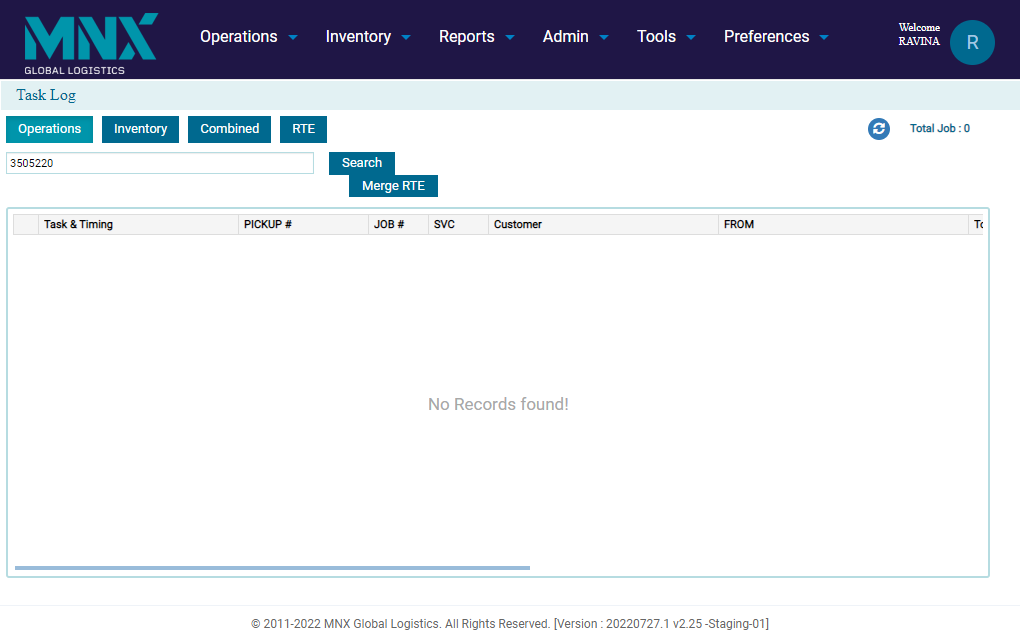 MNX
GLOBAL LOGISTICS
Operations Inventory Reports Admin Tools Preferences
Welcome
RAVINA
R
Task Log
Operations Inventory Combined RTE
Total Job : 0
3505220
Search
Merge RTE
Task & Timing PICKUP # JOB # SVC Customer FROM
No Records found!
© 2011-2022 MNX Global Logistics. All Rights Reserved. [Version : 20220727.1 v2.25 -Staging-01]